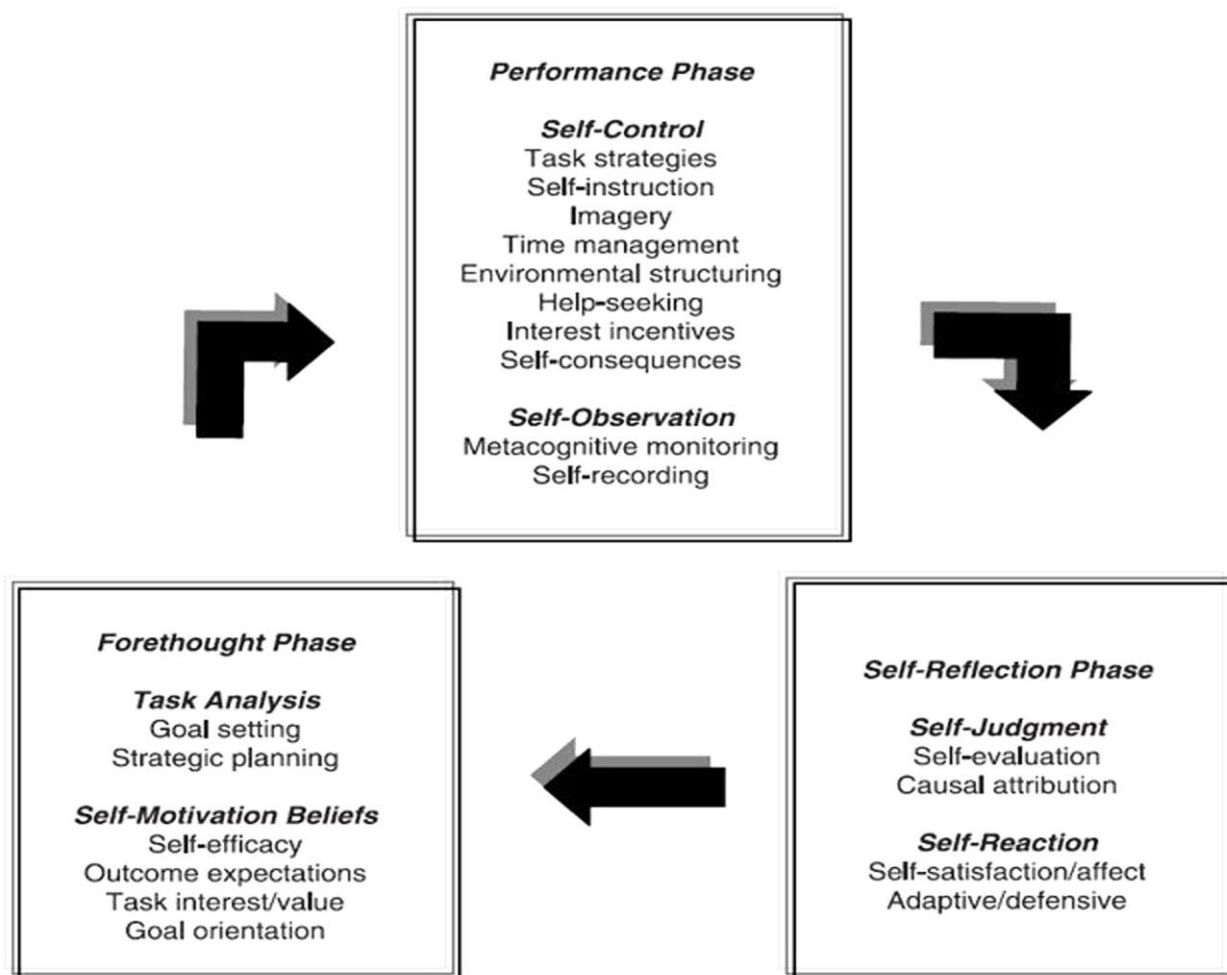 Performance Phase
Self-Control
Task strategies
Self-instruction
Imagery
Time management
Environmental structuring
Help-seeking
Interest incentives
Self-consequences
Self-Observation
Metacognitive monitoring
Self-recording
Forethought Phase
Task Analysis
Goal setting
Strategic planning
Self-Motivation Beliefs
Self-efficacy
Outcome expectations
Task interest/value
Goal orientation
Self-Reflection Phase
Self-Judgment
Self-evaluation
Causal attribution
Self-Reaction
Self-satisfaction/affect
Adaptive/defensive